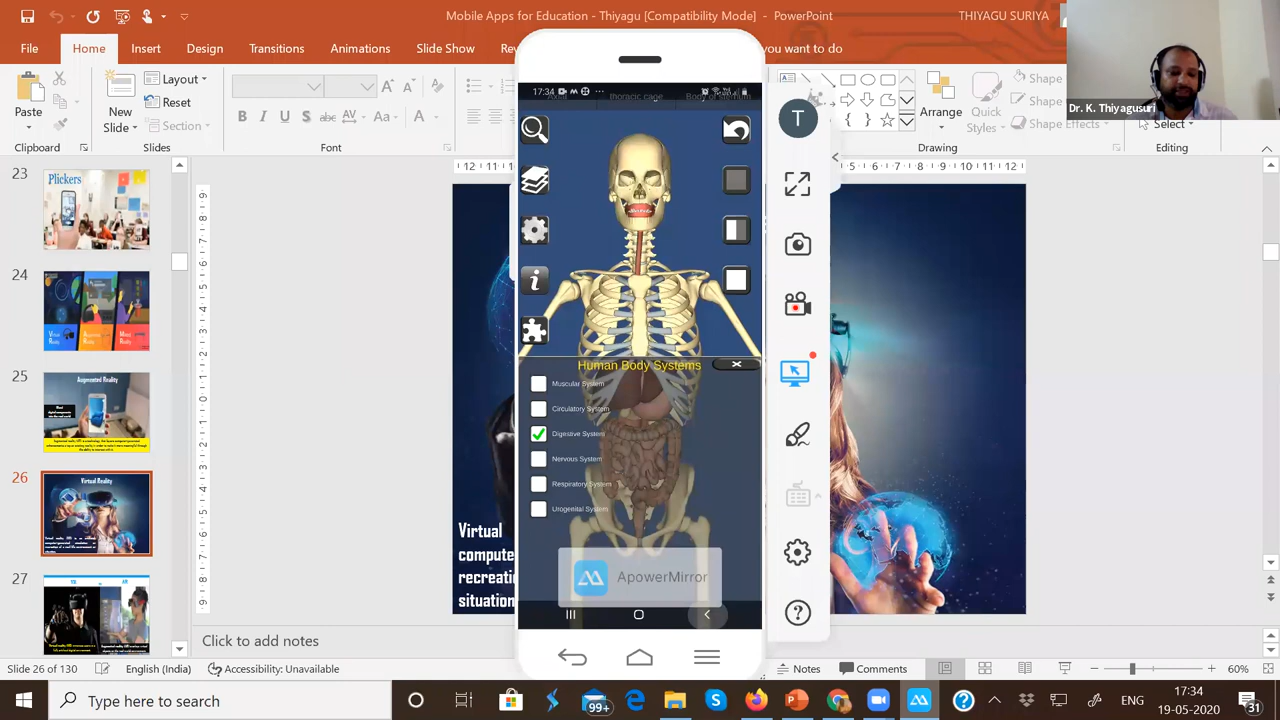 Mobile Apps for Education - Thiyagu [Compatibility Mode] - PowerPoint
THIYAGU SURIYA
File
Home
Insert
Design
Transitions
Animations
Slide Show
you want to do
Paste
Clipboard
New
Slide
Layout
Reset
Section
Slides
Font
Arrange
Quick
Styles
Shape
Shape Effects
Drawing
Select
Editing
Dr. K. Thiyagusuri
T
17:34
thoracic cage
Human Body Systems
Muscular System
Circulatory System
Digestive System
Nervous System
Respiratory System
Urogenital System
ApowerMirror
23
Plickers
24
25
Augmented Reality
26
Virtual Reality
27
Virtual
compute
recreati
situation
Click to add notes
Slide 26 of 130
English (India)
Accessibility: Unavailable
Notes
Comments
60%
Type here to search
99+
ENG
17:34
19-05-2020
31